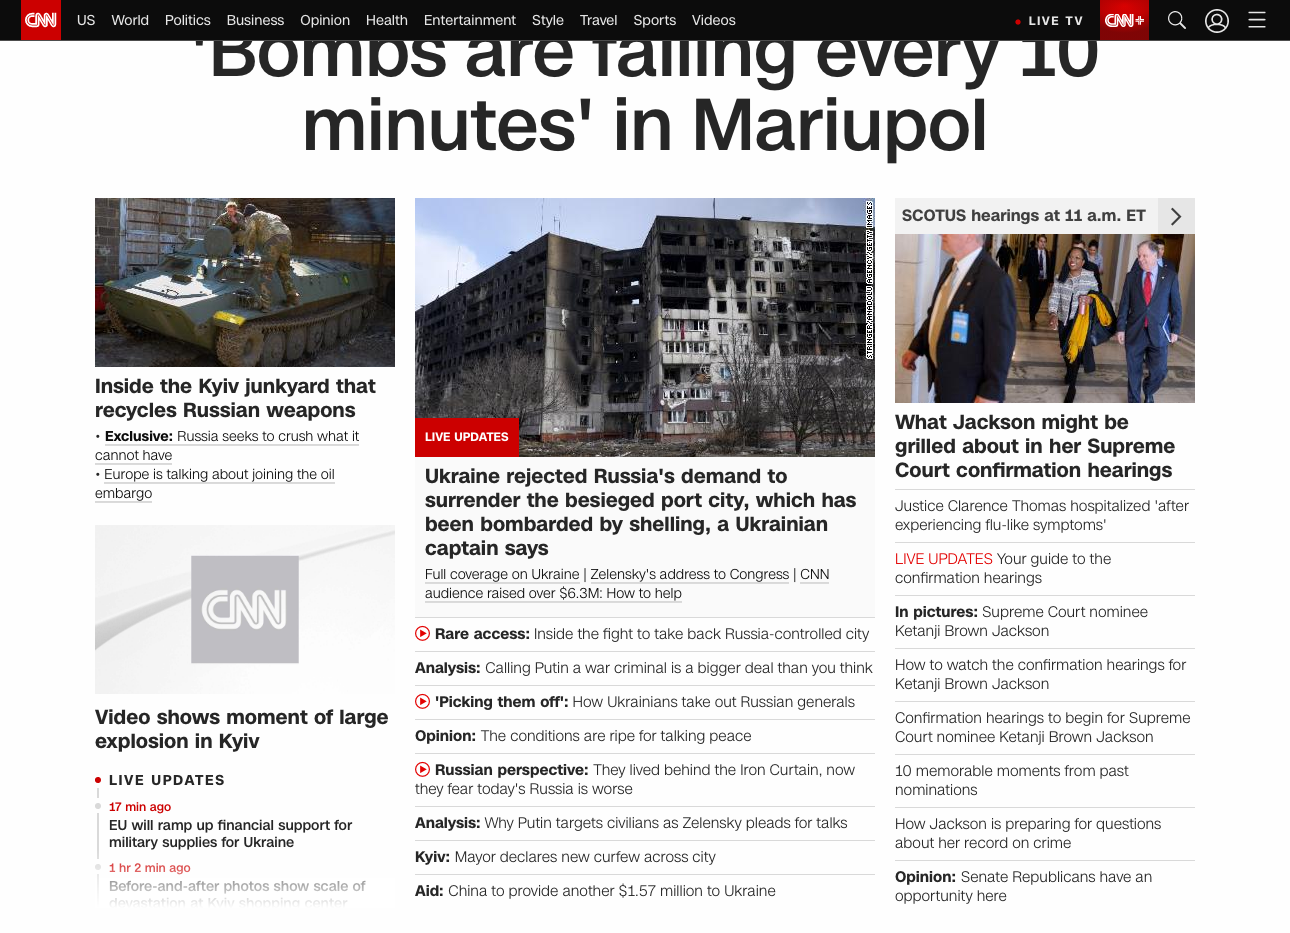 CNN US World Politics Business Opinion Health Entertainment Style Travel Sports Videos LIVE TV CNN+
'Bombs are falling every 10
minutes' in Mariupol
Inside the Kyiv junkyard that
recycles Russian weapons
• Exclusive: Russia seeks to crush what it
cannot have
• Europe is talking about joining the oil
embargo
CNN
Video shows moment of large
explosion in Kyiv
LIVE UPDATES
17 min ago
EU will ramp up financial support for
military supplies for Ukraine
1 hr 2 min ago
Before-and-after photos show scale of
devastation at Kyiv shopping center
STRINGER/ANADOLU AGENCY/GETTY IMAGES
LIVE UPDATES
Ukraine rejected Russia's demand to
surrender the besieged port city, which has
been bombarded by shelling, a Ukrainian
captain says
Full coverage on Ukraine | Zelensky's address to Congress | CNN
audience raised over $6.3M: How to help
Rare access: Inside the fight to take back Russia-controlled city
Analysis: Calling Putin a war criminal is a bigger deal than you think
'Picking them off': How Ukrainians take out Russian generals
Opinion: The conditions are ripe for talking peace
Russian perspective: They lived behind the Iron Curtain, now
they fear today's Russia is worse
Analysis: Why Putin targets civilians as Zelensky pleads for talks
Kyiv: Mayor declares new curfew across city
Aid: China to provide another $1.57 million to Ukraine
SCOTUS hearings at 11 a.m. ET
What Jackson might be
grilled about in her Supreme
Court confirmation hearings
Justice Clarence Thomas hospitalized 'after
experiencing flu-like symptoms'
LIVE UPDATES Your guide to the
confirmation hearings
In pictures: Supreme Court nominee
Ketanji Brown Jackson
How to watch the confirmation hearings for
Ketanji Brown Jackson
Confirmation hearings to begin for Supreme
Court nominee Ketanji Brown Jackson
10 memorable moments from past
nominations
How Jackson is preparing for questions
about her record on crime
Opinion: Senate Republicans have an
opportunity here